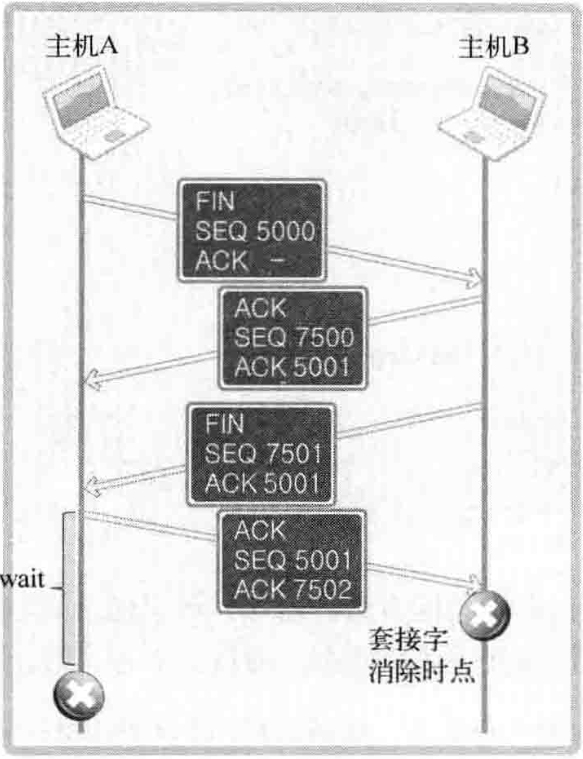 主机A
主机B
FIN
SEQ 5000
ACK -
ACK
SEQ 7500
ACK 5001
FIN
SEQ 7501
ACK 5001
ACK
SEQ 5001
ACK 7502
wait
套接字
消除时点